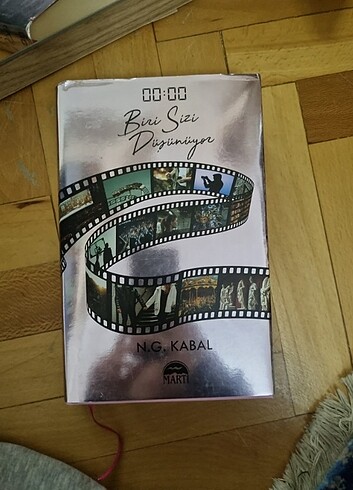 00:00
Biri Sizi
Düşünüyor
N.G. KABAL
MARTI